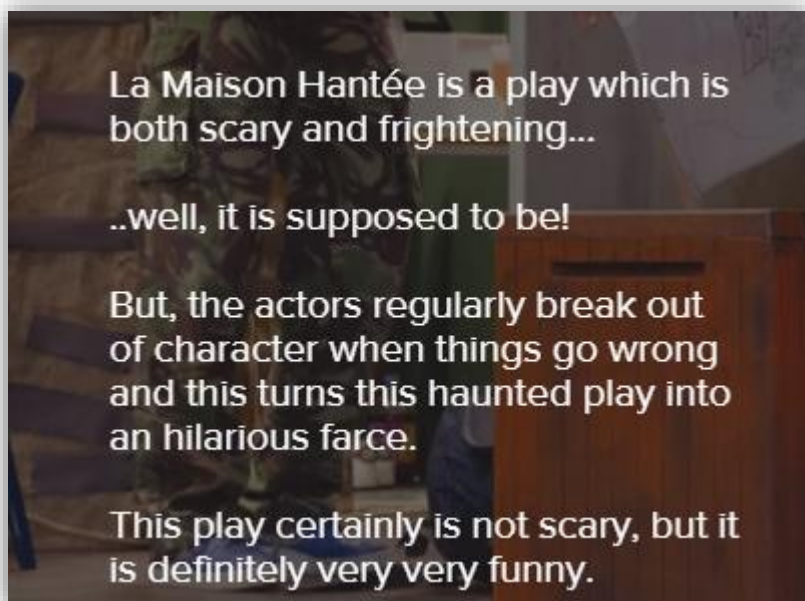 La Maison Hantée is a play which is
both scary and frightening...
..well, it is supposed to be!
But, the actors regularly break out
of character when things go wrong
and this turns this haunted play into
an hilarious farce.
This play certainly is not scary, but it
is definitely very very funny.